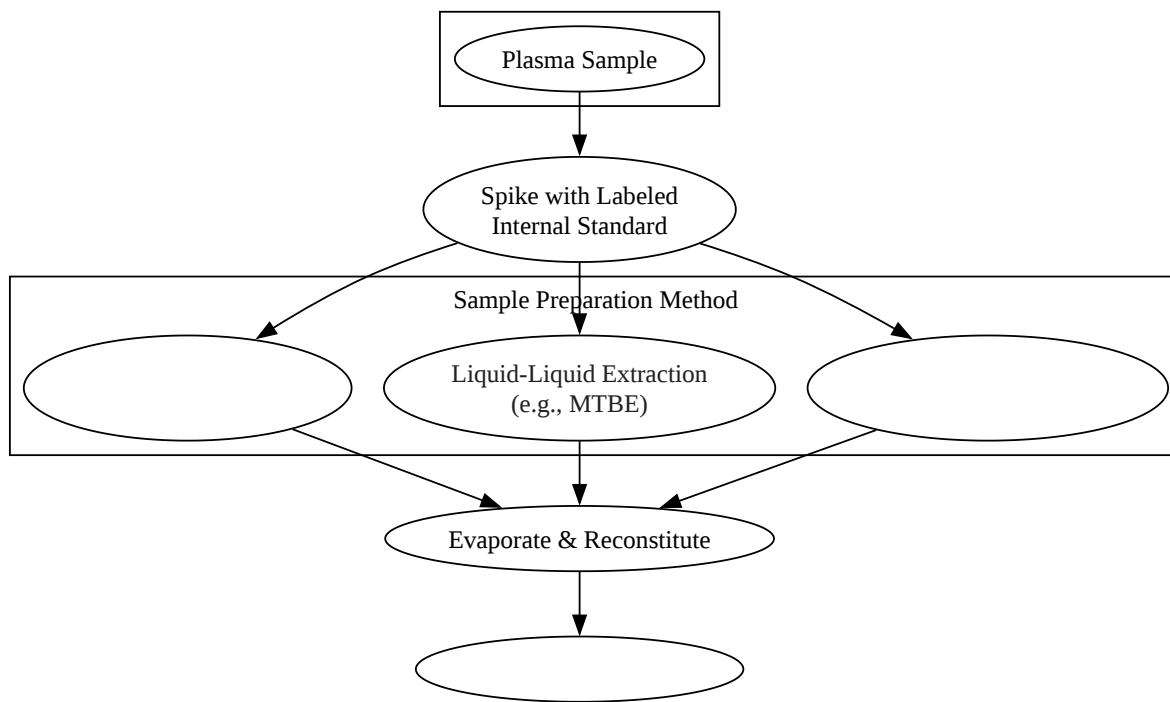 Plasma Sample
Spike with Labeled
Internal Standard
Sample Preparation Method
Liquid-Liquid Extraction
(e.g., MTBE)
Evaporate & Reconstitute